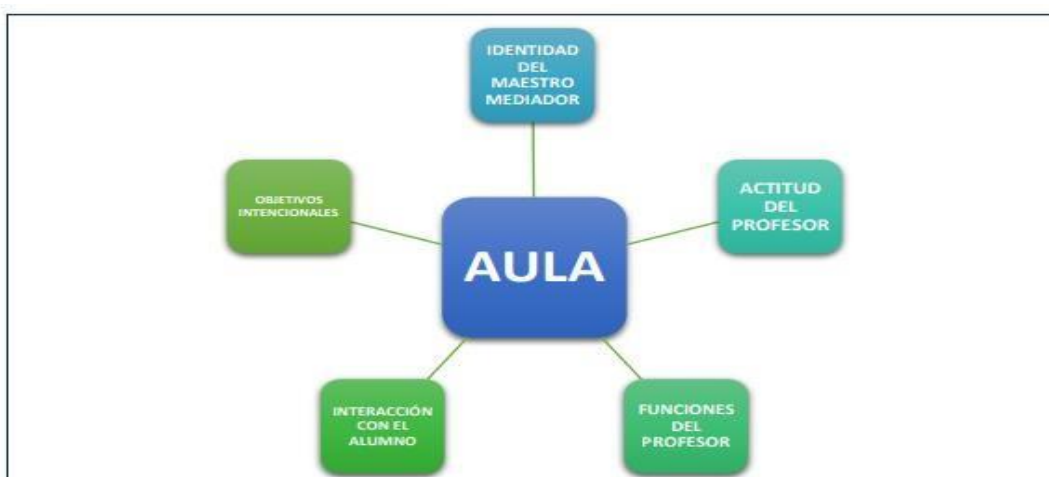 IDENTIDAD
DEL
MAESTRO
MEDIADOR
ACTITUD
DEL
PROFESOR
OBJETIVOS
INTENCIONALES
AULA
INTERACCIÓN
CON EL
ALUMNO
FUNCIONES
DEL
PROFESOR